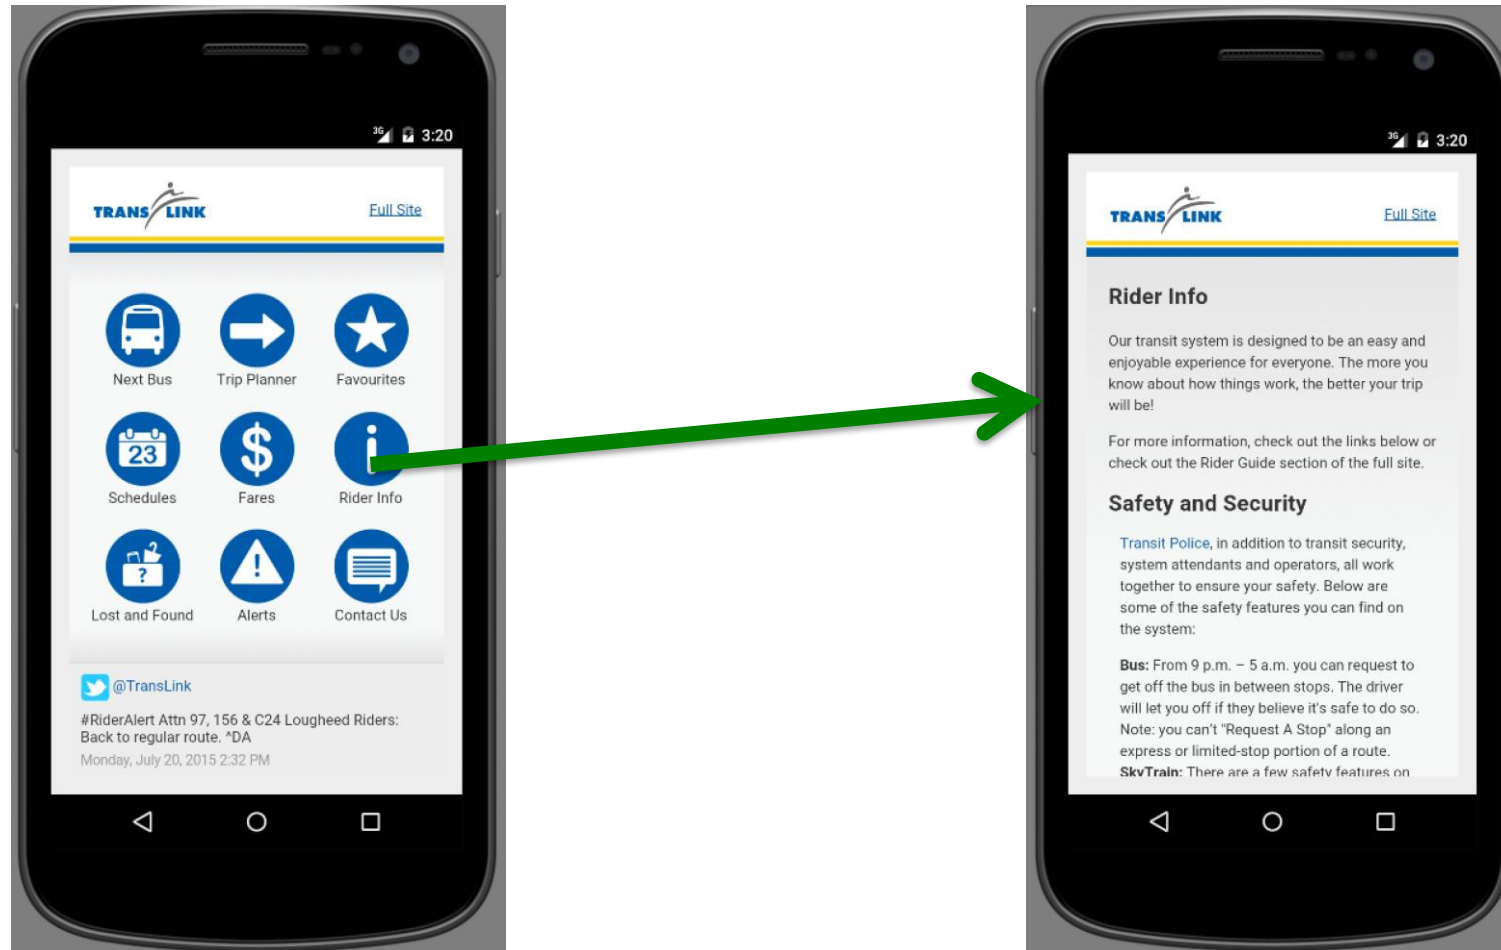 3G 3:20
TRANS LINK Full Site
Next Bus Trip Planner Favourites
23
Schedules Fares Rider Info
Lost and Found Alerts Contact Us
@TransLink
#RiderAlert Attn 97, 156 & C24 Lougheed Riders:
Back to regular route. ^DA
Monday, July 20, 2015 2:32 PM
3G 3:20
TRANS LINK Full Site
Rider Info
Our transit system is designed to be an easy and
enjoyable experience for everyone. The more you
know about how things work, the better your trip
will be!
For more information, check out the links below or
check out the Rider Guide section of the full site.
Safety and Security
Transit Police, in addition to transit security,
system attendants and operators, all work
together to ensure your safety. Below are
some of the safety features you can find on
the system:
Bus: From 9 p.m. – 5 a.m. you can request to
get off the bus in between stops. The driver
will let you off if they believe it's safe to do so.
Note: you can't "Request A Stop" along an
express or limited-stop portion of a route.
SkyTrain: There are a few safety features on